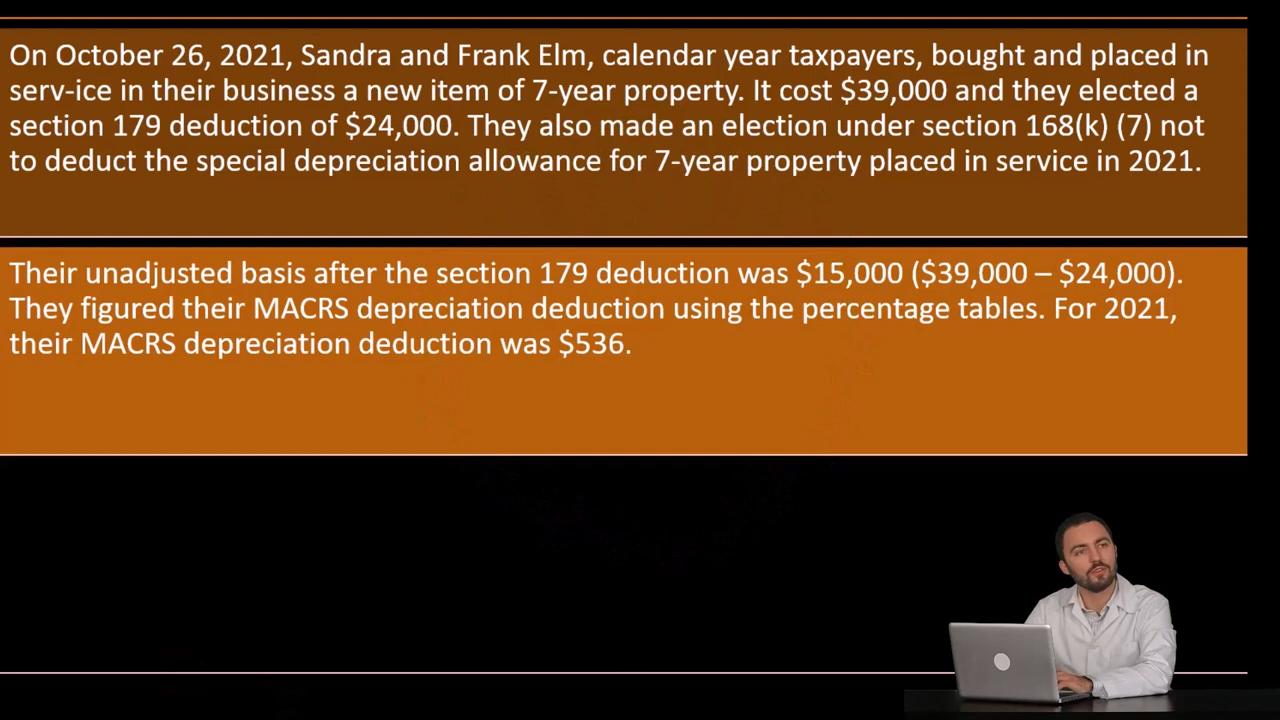 On October 26, 2021, Sandra and Frank Elm, calendar year taxpayers, bought and placed in
serv-ice in their business a new item of 7-year property. It cost $39,000 and they elected a
section 179 deduction of $24,000. They also made an election under section 168(k) (7) not
to deduct the special depreciation allowance for 7-year property placed in service in 2021.
Their unadjusted basis after the section 179 deduction was $15,000 ($39,000 – $24,000).
They figured their MACRS depreciation deduction using the percentage tables. For 2021,
their MACRS depreciation deduction was $536.